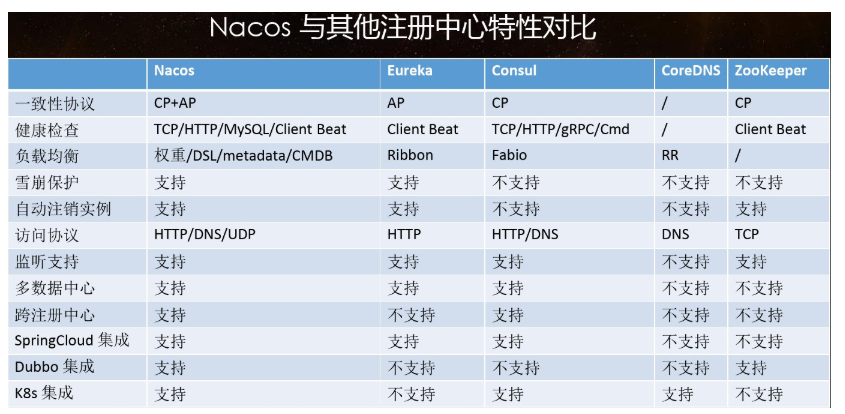 Nacos 与其他注册中心特性对比
Nacos Eureka Consul CoreDNS ZooKeeper
一致性协议 CP+AP AP CP / CP
健康检查 TCP/HTTP/MySQL/Client Beat Client Beat TCP/HTTP/gRPC/Cmd / Client Beat
负载均衡 权重/DSL/metadata/CMDB Ribbon Fabio RR /
雪崩保护 支持 支持 不支持 不支持 不支持
自动注销实例 支持 支持 不支持 不支持 支持
访问协议 HTTP/DNS/UDP HTTP HTTP/DNS DNS TCP
监听支持 支持 支持 支持 不支持 支持
多数据中心 支持 支持 支持 不支持 不支持
跨注册中心 支持 不支持 支持 不支持 不支持
SpringCloud 集成 支持 支持 支持 不支持 不支持
Dubbo 集成 支持 不支持 不支持 不支持 支持
K8s 集成 支持 不支持 支持 支持 不支持